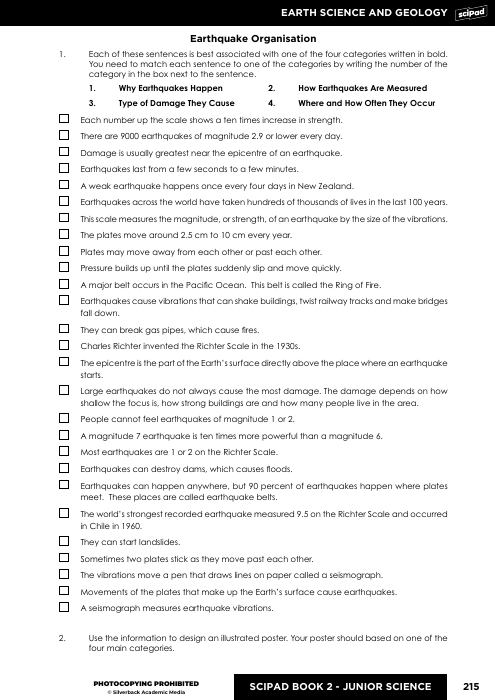 EARTH SCIENCE AND GEOLOGY scipad
Earthquake Organisation
1. Each of these sentences is best associated with one of the four categories written in bold.
You need to match each sentence to one of the categories by writing the number of the
category in the box next to the sentence.
1. Why Earthquakes Happen 2. How Earthquakes Are Measured
3. Type of Damage They Cause 4. Where and How Often They Occur
Each number up the scale shows a ten times increase in strength.
There are 9000 earthquakes of magnitude 2.9 or lower every day.
Damage is usually greatest near the epicentre of an earthquake.
Earthquakes last from a few seconds to a few minutes.
A weak earthquake happens once every four days in New Zealand.
Earthquakes across the world have taken hundreds of thousands of lives in the last 100 years.
This scale measures the magnitude, or strength, of an earthquake by the size of the vibrations.
The plates move around 2.5 cm to 10 cm every year.
Plates may move away from each other or past each other.
Pressure builds up until the plates suddenly slip and move quickly.
A major belt occurs in the Pacific Ocean. This belt is called the Ring of Fire.
Earthquakes cause vibrations that can shake buildings, twist railway tracks and make bridges
fall down.
They can break gas pipes, which cause fires.
Charles Richter invented the Richter Scale in the 1930s.
The epicentre is the part of the Earth's surface directly above the place where an earthquake
starts.
Large earthquakes do not always cause the most damage. The damage depends on how
shallow the focus is, how strong buildings are and how many people live in the area.
People cannot feel earthquakes of magnitude 1 or 2.
A magnitude 7 earthquake is ten times more powerful than a magnitude 6.
Most earthquakes are 1 or 2 on the Richter Scale.
Earthquakes can destroy dams, which causes floods.
Earthquakes can happen anywhere, but 90 percent of earthquakes happen where plates
meet. These places are called earthquake belts.
The world's strongest recorded earthquake measured 9.5 on the Richter Scale and occurred
in Chile in 1960.
They can start landslides.
Sometimes two plates stick as they move past each other.
The vibrations move a pen that draws lines on paper called a seismograph.
Movements of the plates that make up the Earth's surface cause earthquakes.
A seismograph measures earthquake vibrations.
2. Use the information to design an illustrated poster. Your poster should based on one of the
four main categories.
PHOTOCOPYING PROHIBITED
© Silverback Academic Media
SCIPAD BOOK 2 - JUNIOR SCIENCE 215